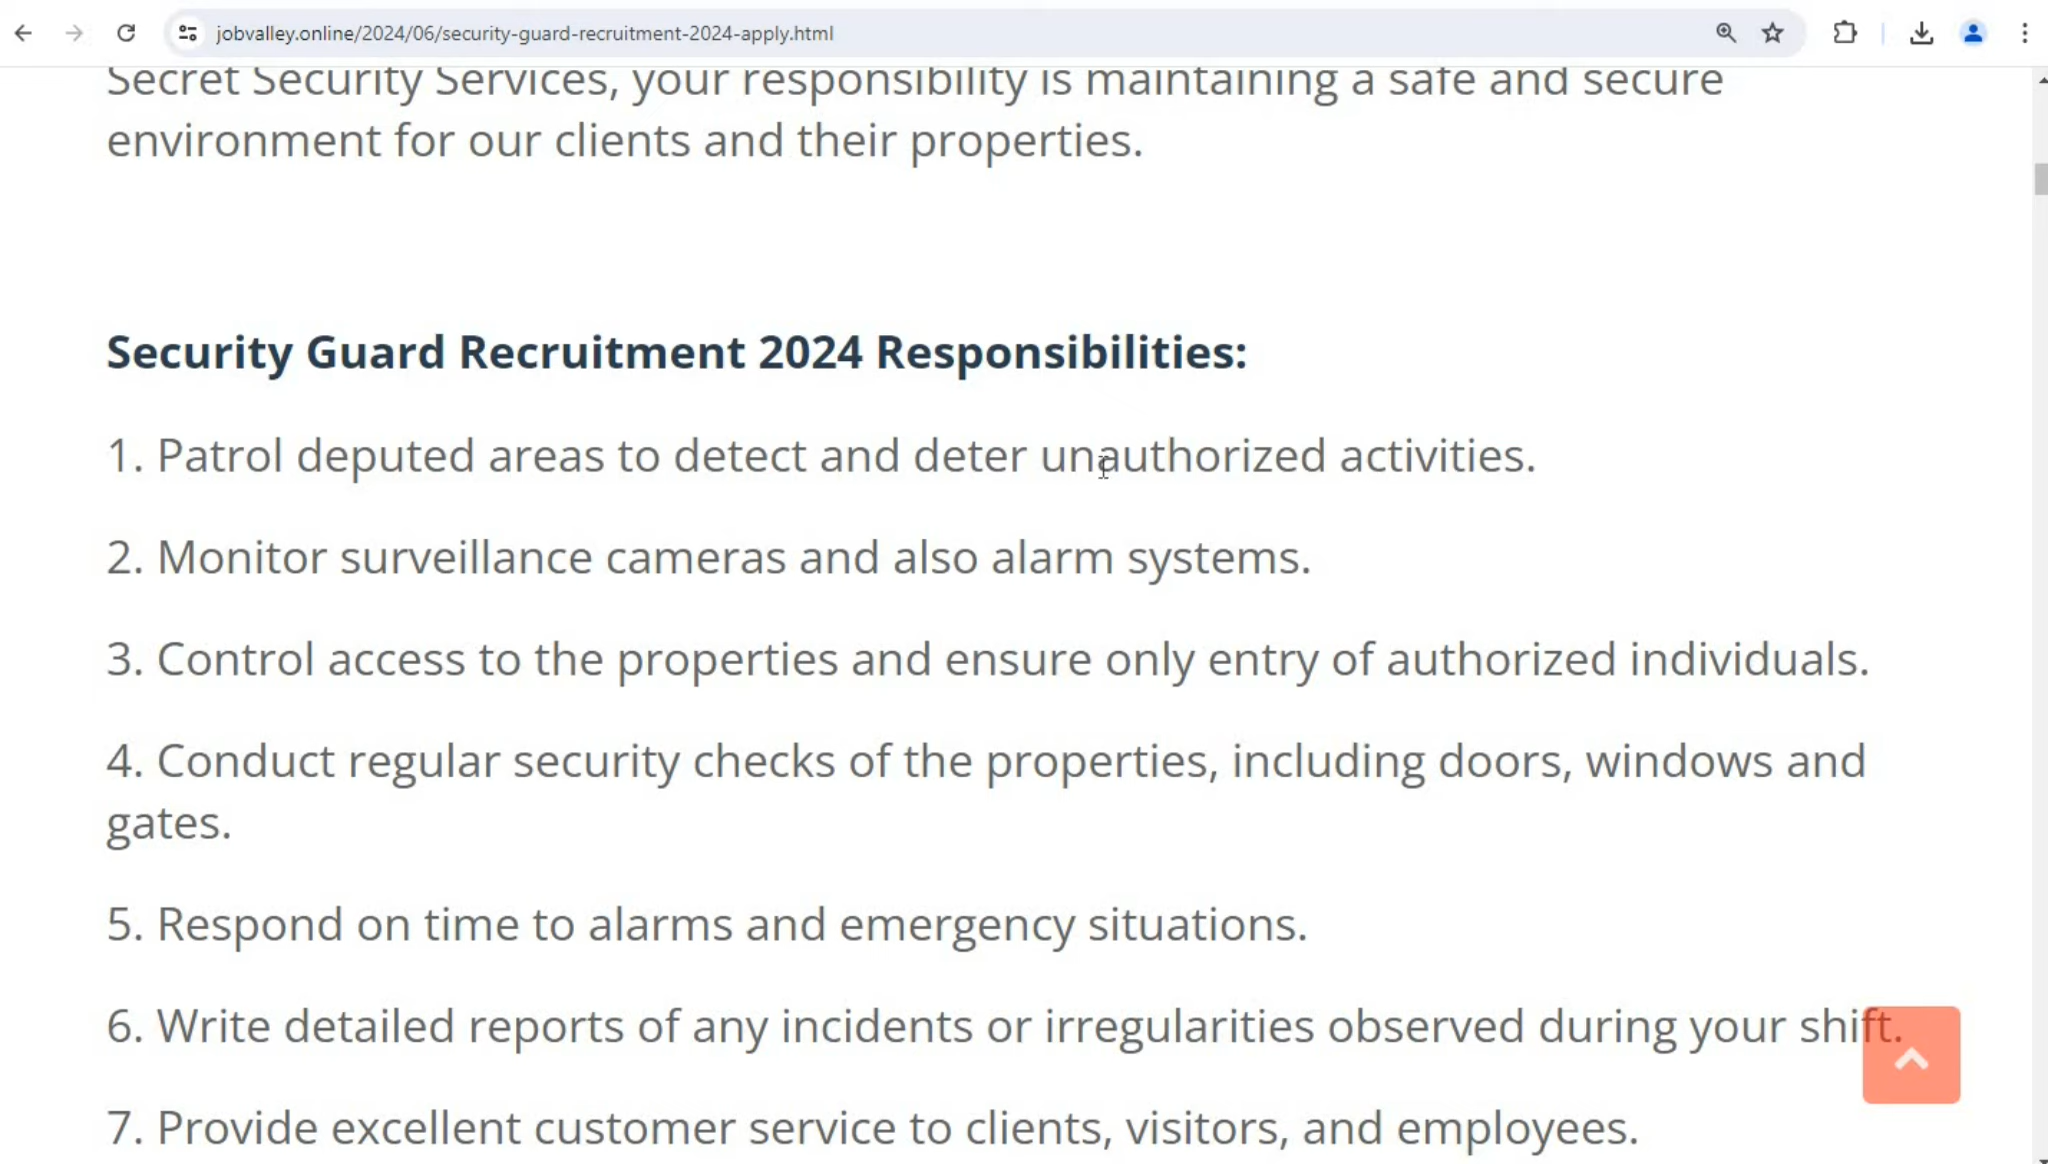 jobvalley.online/2024/06/security-guard-recruitment-2024-apply.html
Secret Security Services, your responsibility is maintaining a safe and secure
environment for our clients and their properties.
Security Guard Recruitment 2024 Responsibilities:
1. Patrol deputed areas to detect and deter unauthorized activities.
2. Monitor surveillance cameras and also alarm systems.
3. Control access to the properties and ensure only entry of authorized individuals.
4. Conduct regular security checks of the properties, including doors, windows and
gates.
5. Respond on time to alarms and emergency situations.
6. Write detailed reports of any incidents or irregularities observed during your shift.
7. Provide excellent customer service to clients, visitors, and employees.